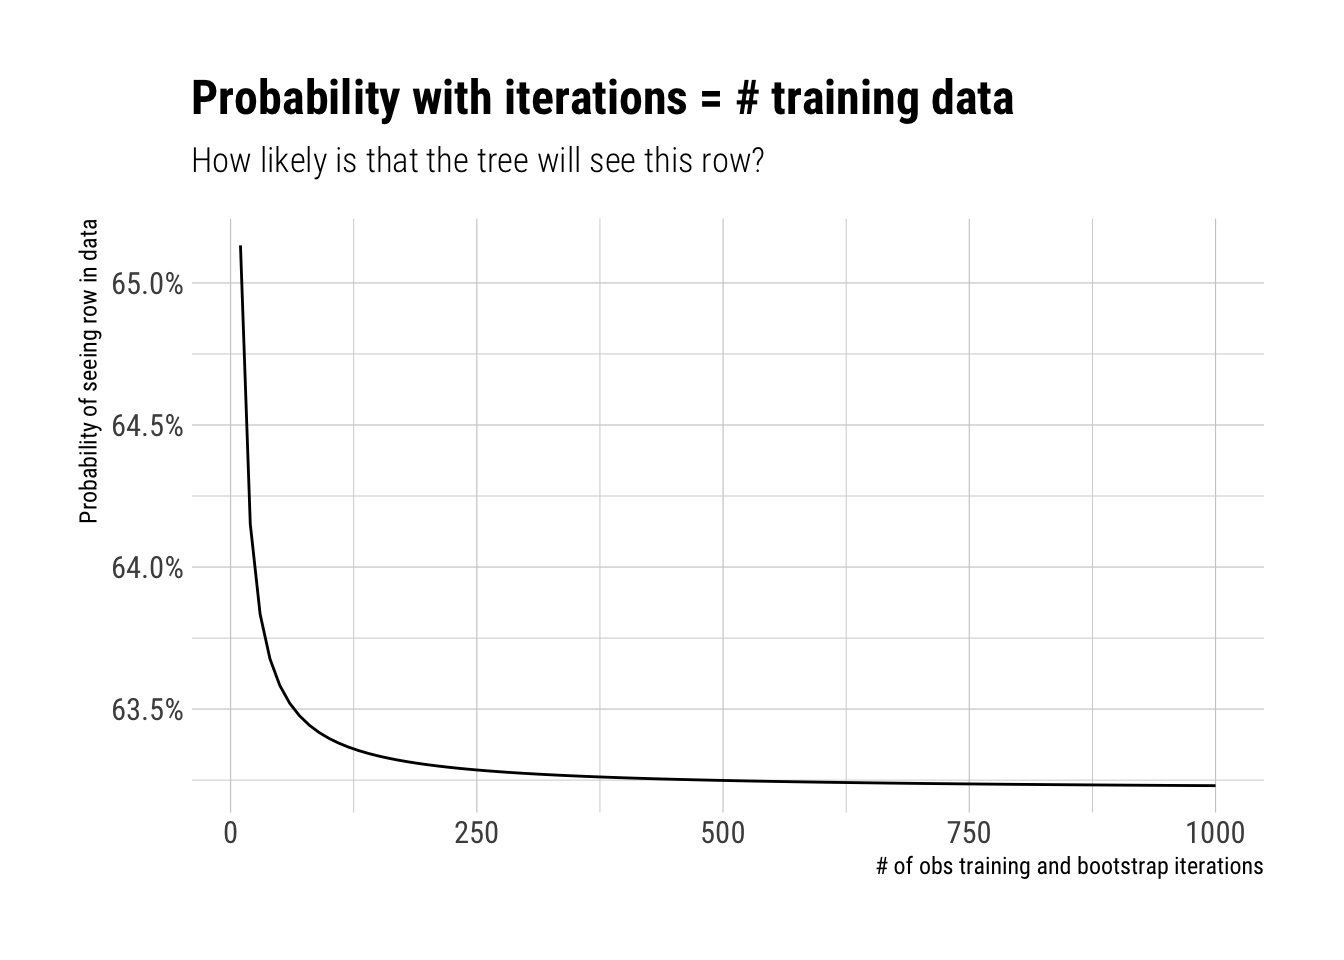 Probability with iterations = # training data
How likely is that the tree will see this row?
Probability of seeing row in data
65.0%
64.5%
64.0%
63.5%
0 250 500 750 1000
# of obs training and bootstrap iterations